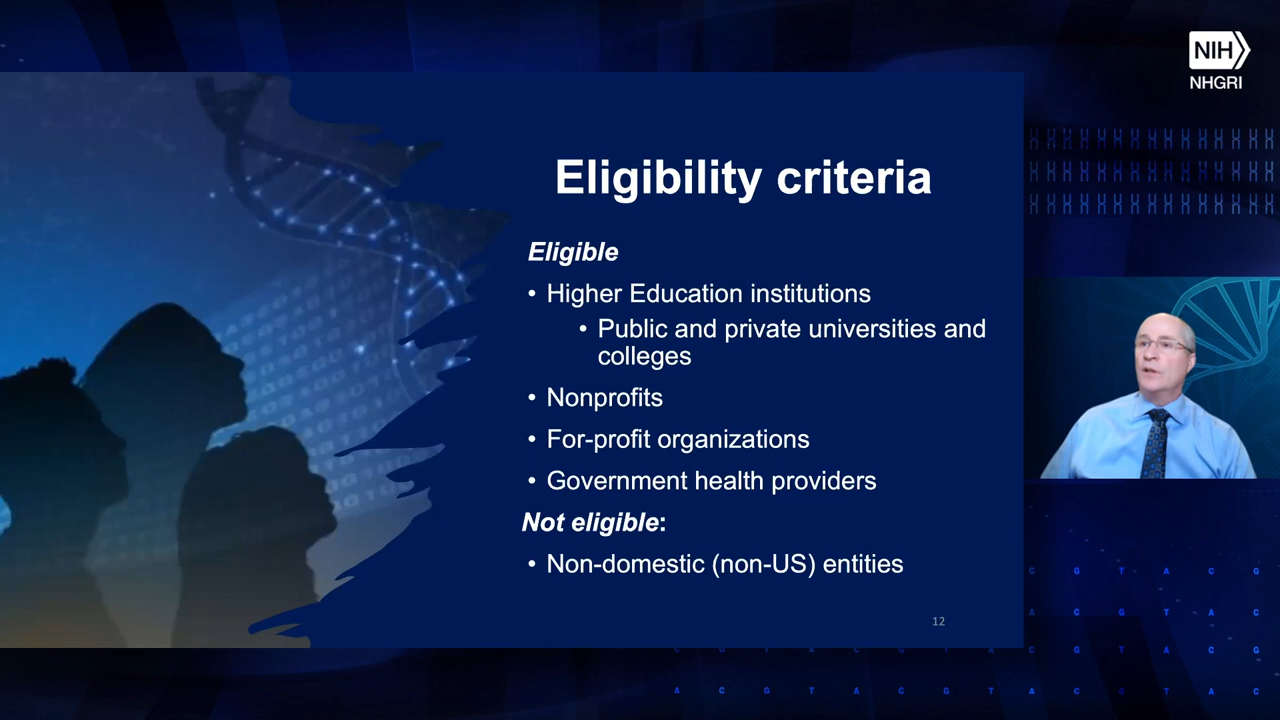 NIH
NHGRI
Eligibility criteria
Eligible
• Higher Education institutions
• Public and private universities and
colleges
• Nonprofits
• For-profit organizations
• Government health providers
Not eligible:
• Non-domestic (non-US) entities
12
C G T A C G
A C G T A C G
C G T A C G T A C G T A C G
A C G T A C G T A C G T A C